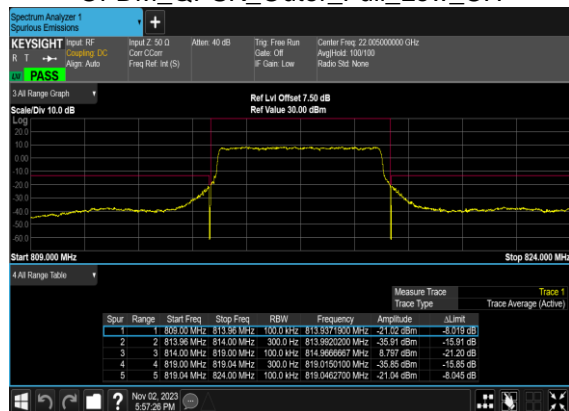 Spectrum Analyzer 1
Spurious Emissions
KEYSIGHT Input: RF Input Z: 50 Ω Atten: 40 dB Trig: Free Run Center Freq: 22.005000000 GHz
R T Coupling: DC Corr CCorr Gate: Off Avg|Hold: 100/100
Align: Auto Freq Ref: Int (S) IF Gain: Low Radio Std: None
PASS
3 All Range Graph
Ref Lvl Offset 7.50 dB
Scale/Div 10.0 dB Ref Value 30.00 dBm
Log
20.0
10.0
0.00
-10.0
-20.0
-30.0
-40.0
-50.0
-60.0
Start 809.000 MHz Stop 824.000 MHz
4 All Range Table
Measure Trace Trace 1
Trace Type Trace Average (Active)
Spur Range Start Freq Stop Freq RBW Frequency Amplitude ΔLimit
1 1 809.00 MHz 813.96 MHz 100.0 kHz 813.9371900 MHz -21.02 dBm -8.019 dB
2 2 813.96 MHz 814.00 MHz 300.0 Hz 813.9920200 MHz -35.91 dBm -15.91 dB
3 3 814.00 MHz 819.00 MHz 100.0 kHz 814.9666667 MHz 8.797 dBm -21.20 dB
4 4 819.00 MHz 819.04 MHz 300.0 Hz 819.0150100 MHz -35.85 dBm -15.85 dB
5 5 819.04 MHz 824.00 MHz 100.0 kHz 819.0462700 MHz -21.04 dBm -8.045 dB
? Nov 02, 2023
5:57:26 PM